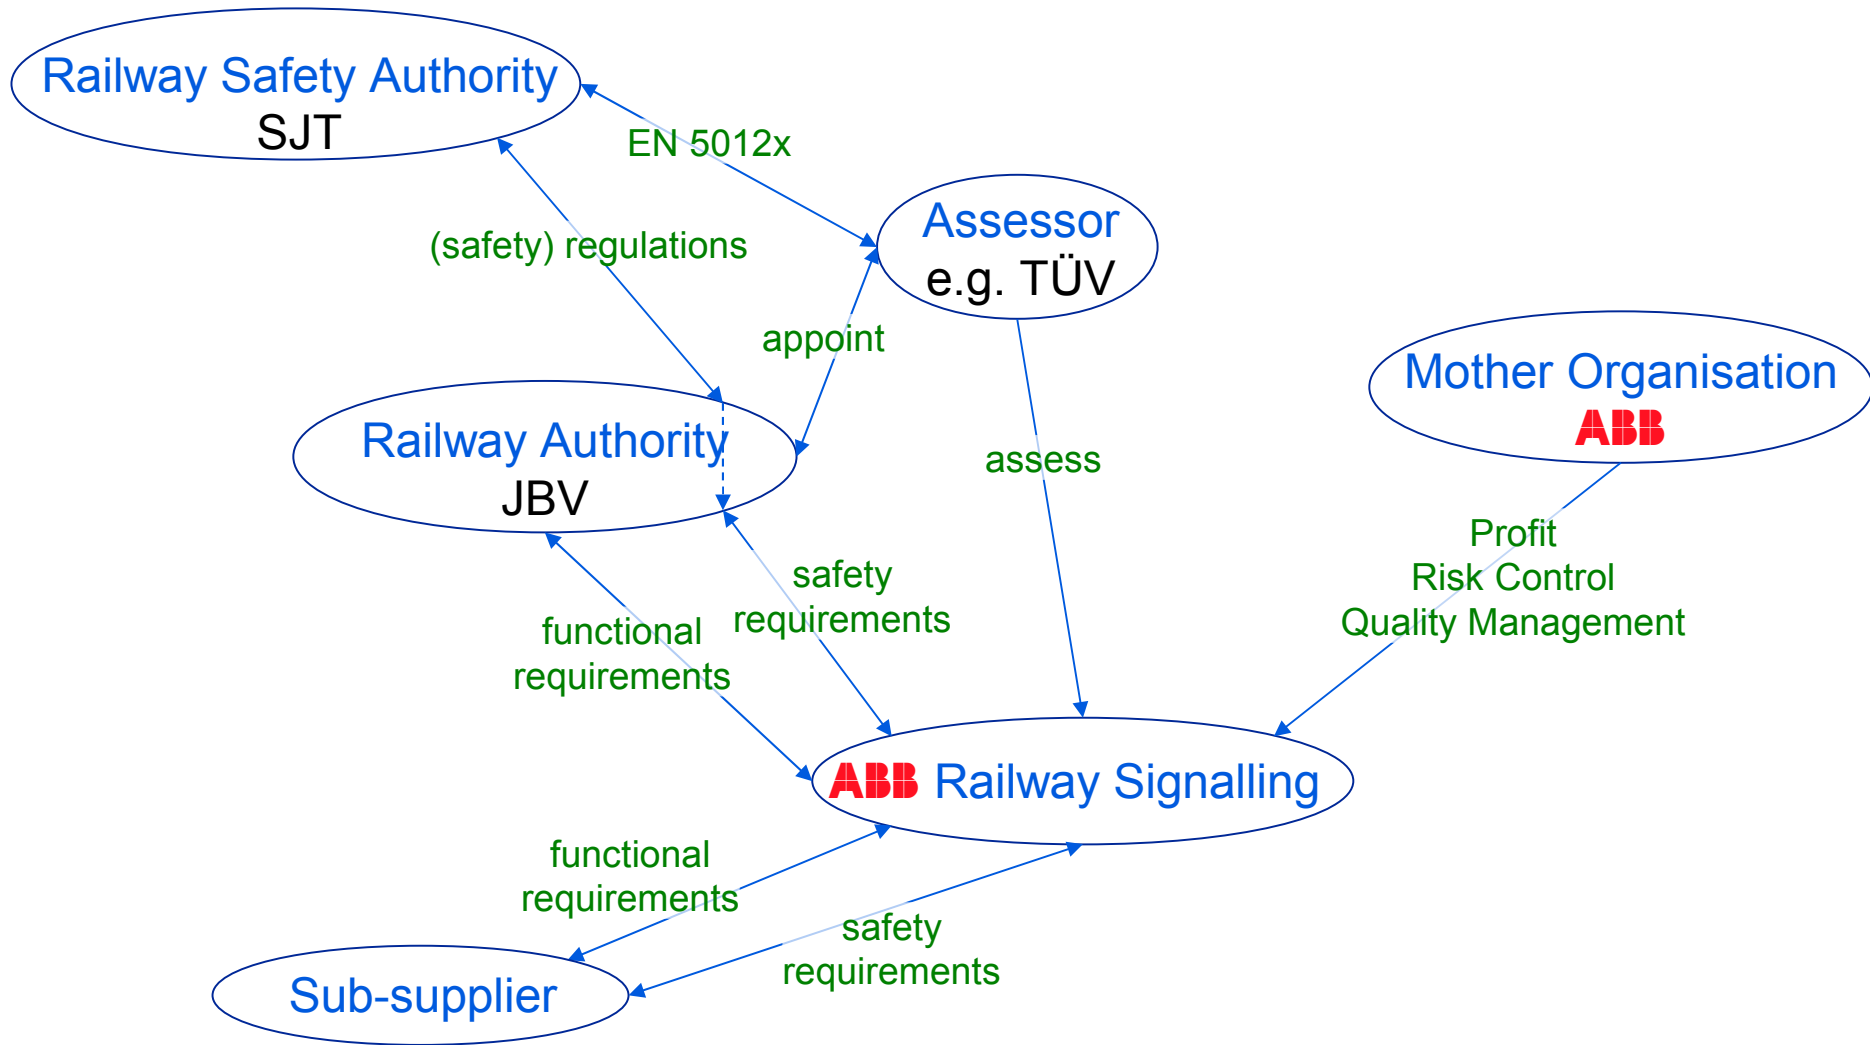 Railway Safety Authority
SJT
EN 5012x
Assessor
e.g. TÜV
(safety) regulations
appoint
Mother Organisation
ABB
Railway Authority
JBV
assess
Profit
Risk Control
Quality Management
safety
requirements
functional
requirements
ABB Railway Signalling
functional
requirements
safety
requirements
Sub-supplier